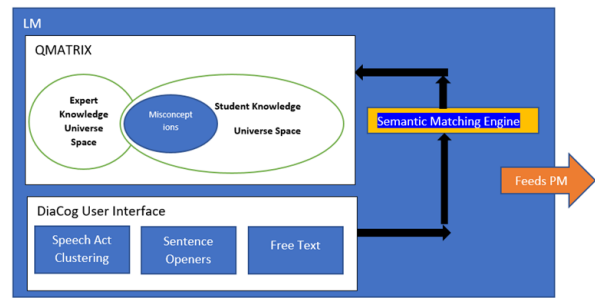 LM
QMATRIX
Expert
Knowledge
Universe
Space
Misconcept
ions
Student Knowledge
Universe Space
Semantic Matching Engine
Feeds PM
DiaCog User Interface
Speech Act
Clustering
Sentence
Openers
Free Text